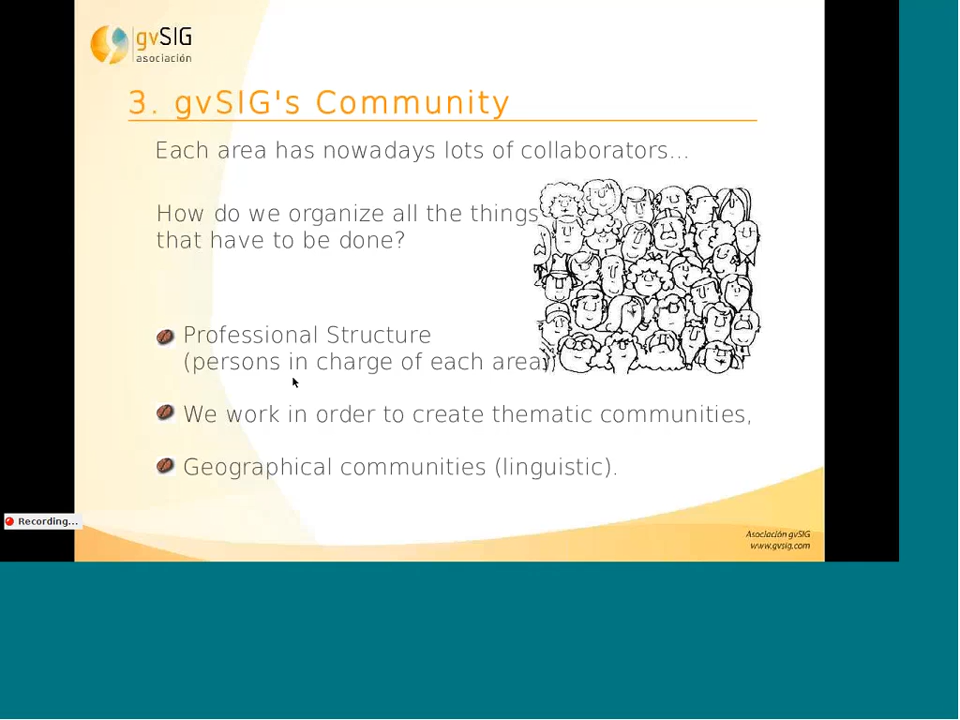 gvSIG
asociación
3. gvSIG's Community
Each area has nowadays lots of collaborators...
How do we organize all the things
that have to be done?
Professional Structure
(persons in charge of each area)
We work in order to create thematic communities,
Geographical communities (linguistic).
Recording...
Asociación gvSIG
www.gvsig.com